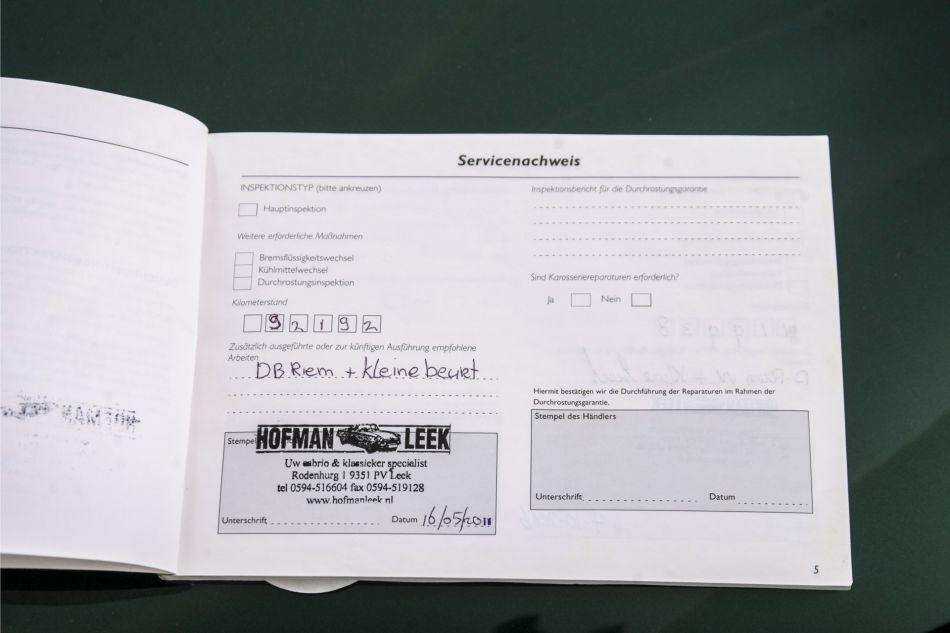 Servicenachweis
INSPEKTIONSTYP (bitte ankreuzen)
Hauptinspektion
Weitere erforderliche Maßnahmen
Bremsflüssigkeitswechsel
Kühlmittelwechsel
Durchrostungsinspektion
Kilometerstand
92192
Zusätzlich ausgeführte oder zur künftigen Ausführung empfohlene
Arbeiten
DB Riem + kleine beurt
Stempel
HOFMAN LEEK
Uw cabrio & klassieker specialist
Rodenburg 1 9351 PV Leek
tel 0594-516604 fax 0594-519128
www.hofmanleek.nl
Unterschrift Datum 16/05/2011
Inspektionsbericht für die Durchrostungsgarantie
Sind Karosseriereparaturen erforderlich?
Ja Nein
Hiermit bestätigen wir die Durchführung der Reparaturen im Rahmen der
Durchrostungsgarantie.
Stempel des Händlers
Unterschrift Datum
5